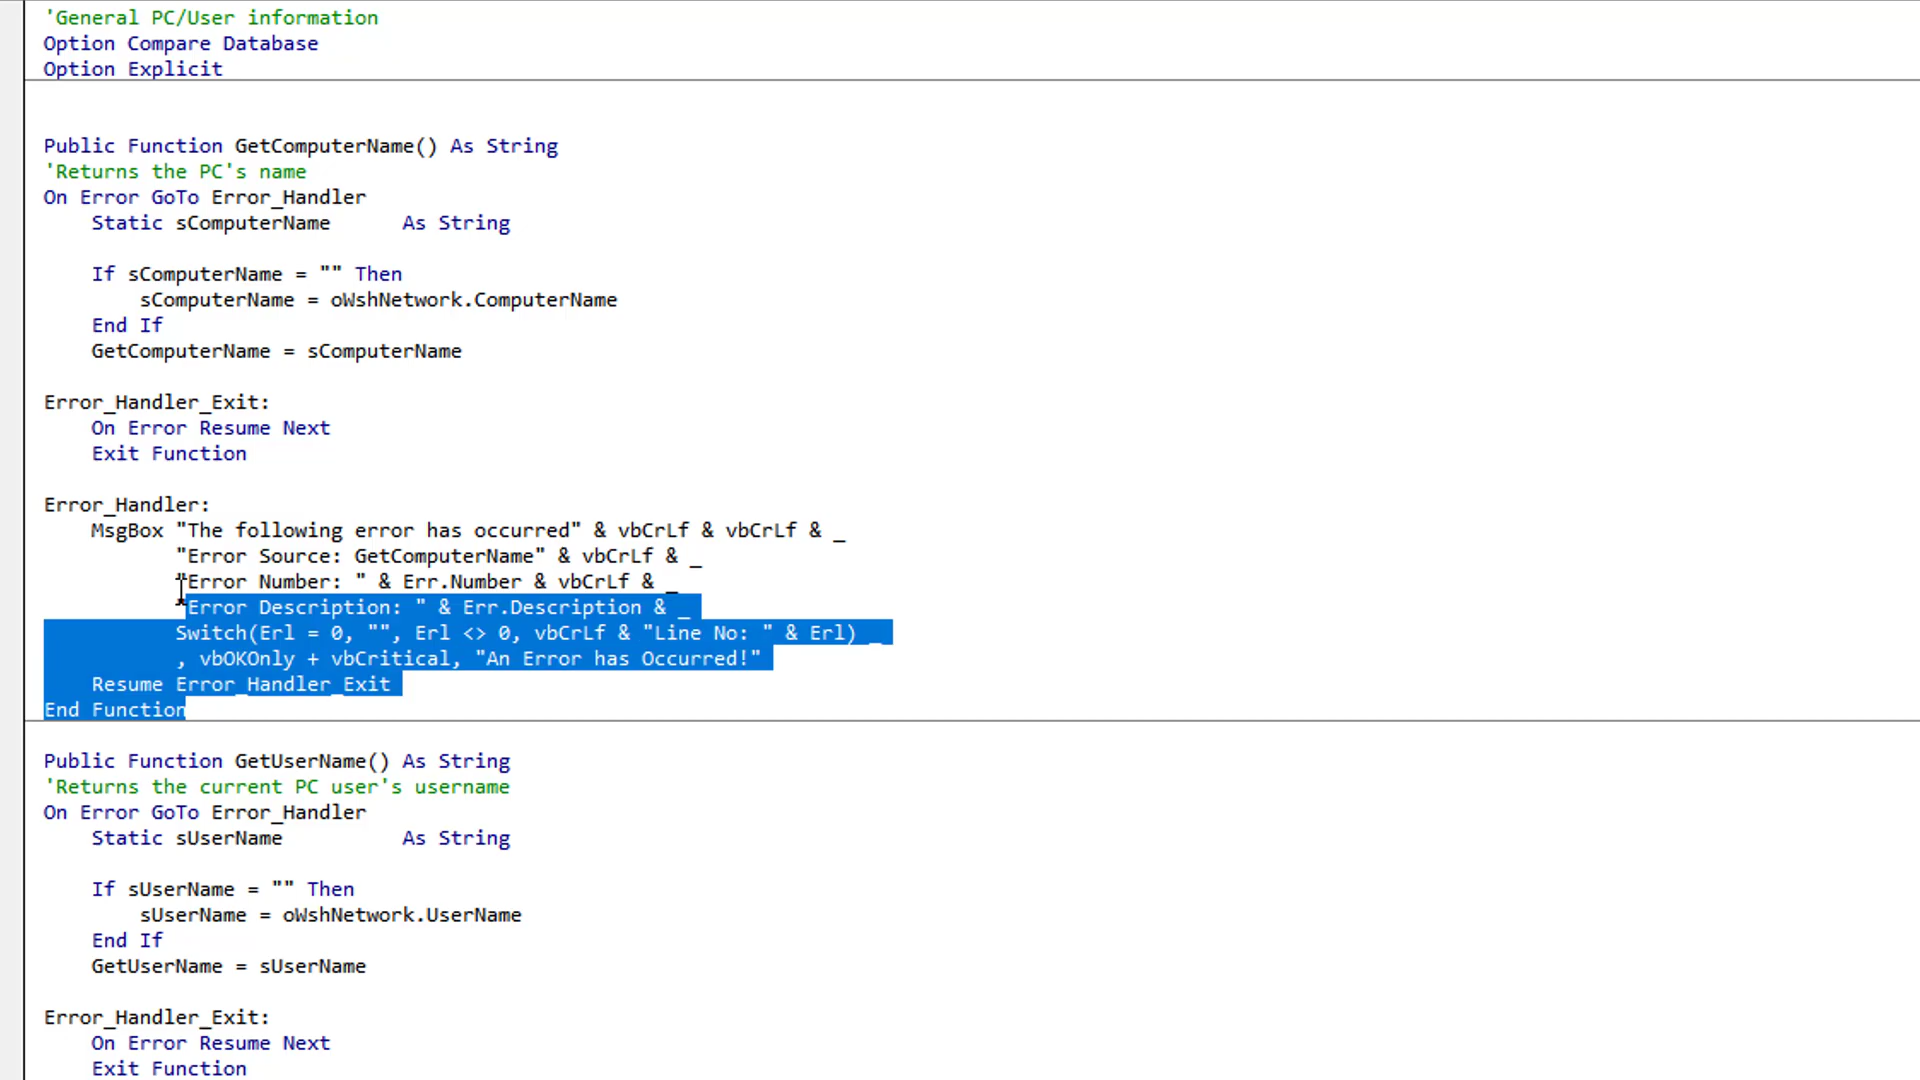 'General PC/User information
Option Compare Database
Option Explicit
Public Function GetComputerName() As String
'Returns the PC's name
On Error GoTo Error_Handler
    Static sComputerName      As String
    If sComputerName = "" Then
        sComputerName = oWshNetwork.ComputerName
    End If
    GetComputerName = sComputerName
Error_Handler_Exit:
    On Error Resume Next
    Exit Function
Error_Handler:
    MsgBox "The following error has occurred" & vbCrLf & vbCrLf & _
           "Error Source: GetComputerName" & vbCrLf & _
           "Error Number: " & Err.Number & vbCrLf & _
           "Error Description: " & Err.Description & _
           Switch(Erl = 0, "", Erl <> 0, vbCrLf & "Line No: " & Erl) _
           , vbOKOnly + vbCritical, "An Error has Occurred!"
    Resume Error_Handler_Exit
End Function
Public Function GetUserName() As String
'Returns the current PC user's username
On Error GoTo Error_Handler
    Static sUserName          As String
    If sUserName = "" Then
        sUserName = oWshNetwork.UserName
    End If
    GetUserName = sUserName
Error_Handler_Exit:
    On Error Resume Next
    Exit Function